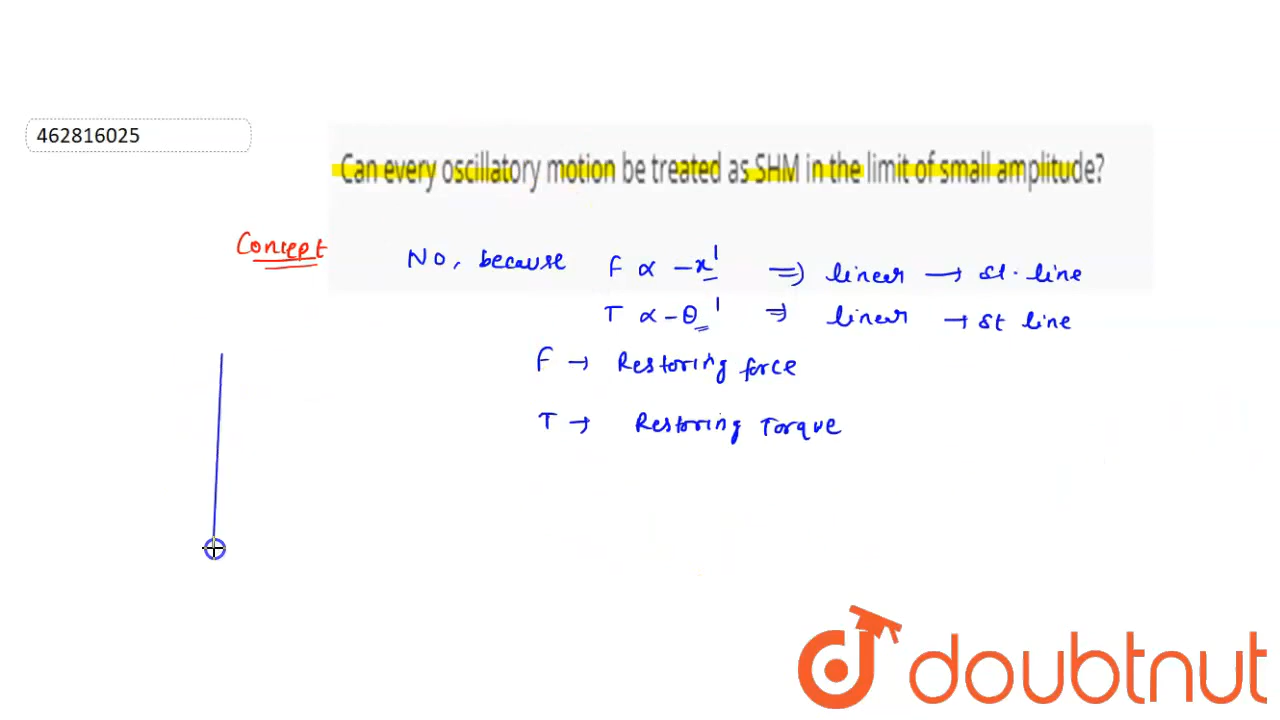 462816025
Can every oscillatory motion be treated as SHM in the limit of small amplitude?
Concept
No, because F ∝ -x¹ ⇒ linear → st. line
T ∝ -θ¹ ⇒ linear → st line
F → Restoring force
T → Restoring Torque
doubtnut